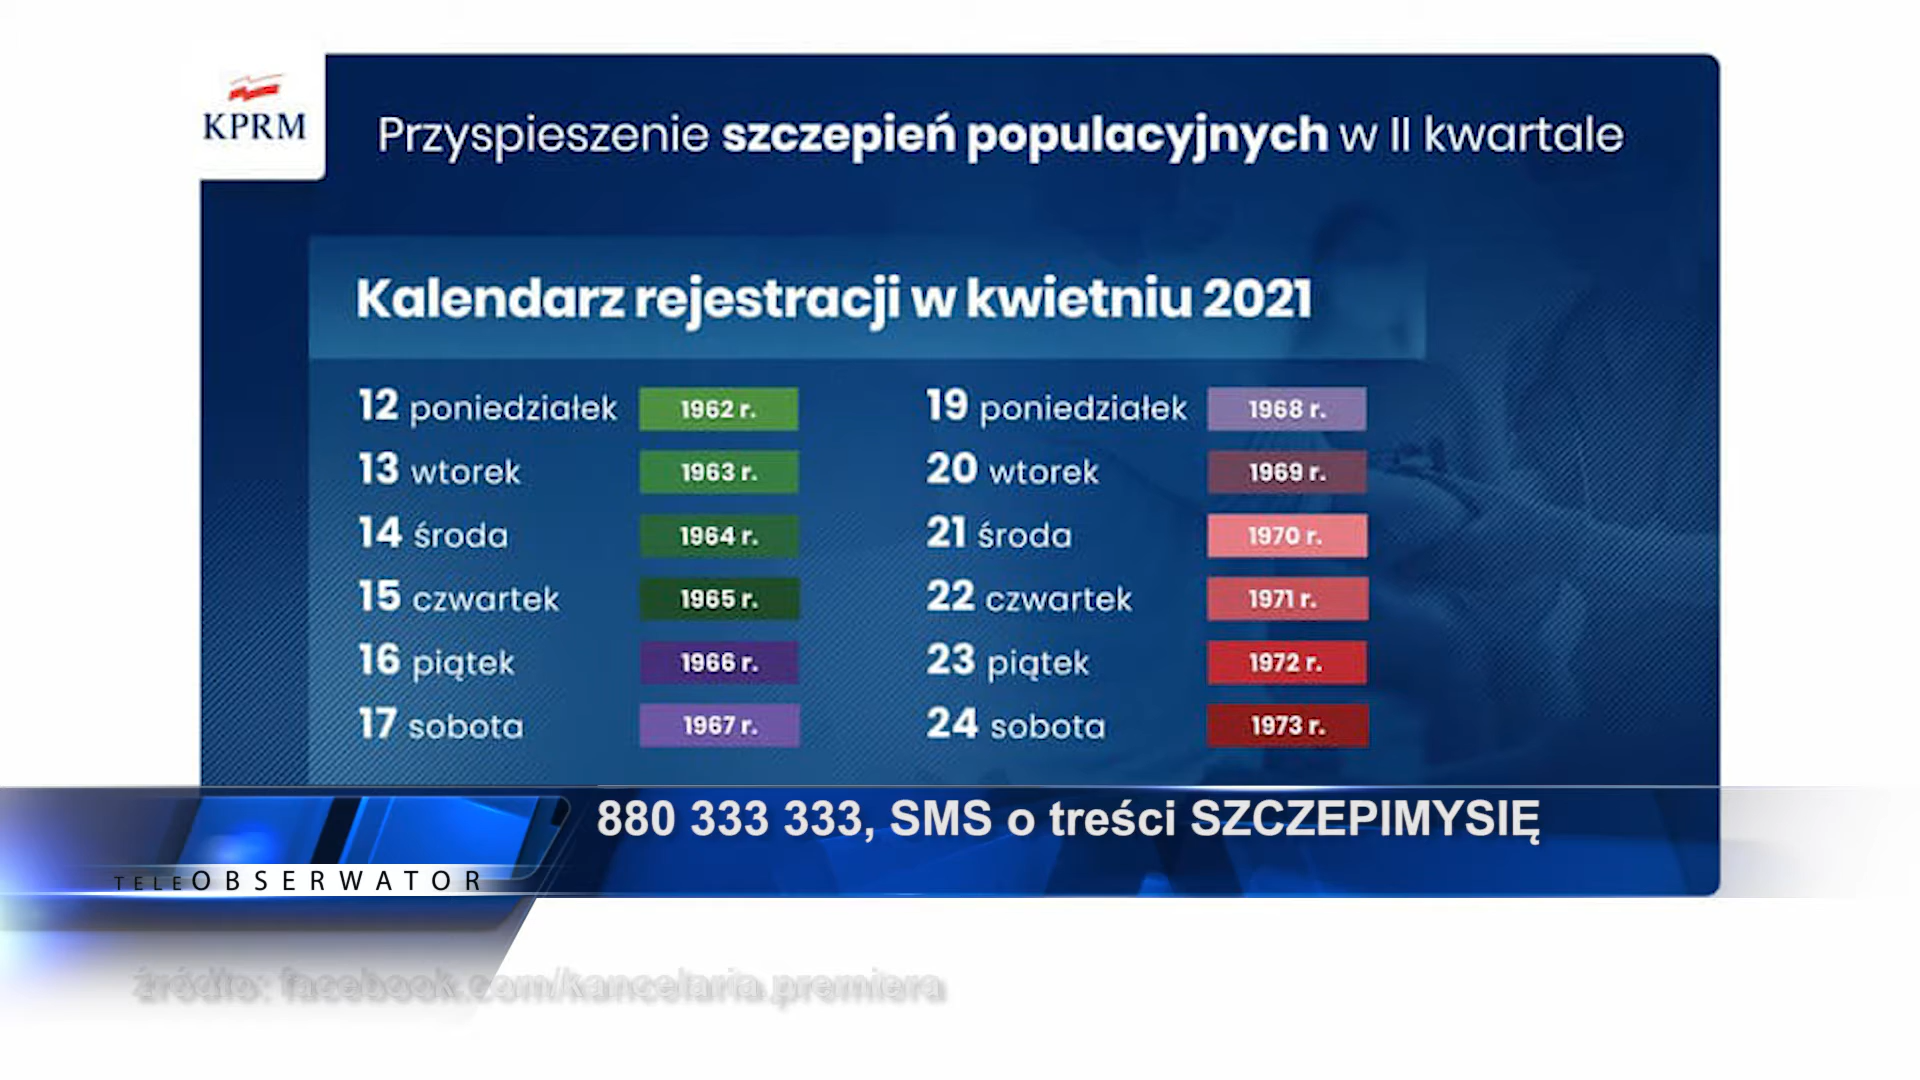 KPRM
Przyspieszenie szczepień populacyjnych w II kwartale
Kalendarz rejestracji w kwietniu 2021
12 poniedziałek 1962 r.
13 wtorek 1963 r.
14 środa 1964 r.
15 czwartek 1965 r.
16 piątek 1966 r.
17 sobota 1967 r.
19 poniedziałek 1968 r.
20 wtorek 1969 r.
21 środa 1970 r.
22 czwartek 1971 r.
23 piątek 1972 r.
24 sobota 1973 r.
880 333 333, SMS o treści SZCZEPIMYSIĘ
TELEOBSERWATOR
źródło: facebook.com/kancelaria.premiera